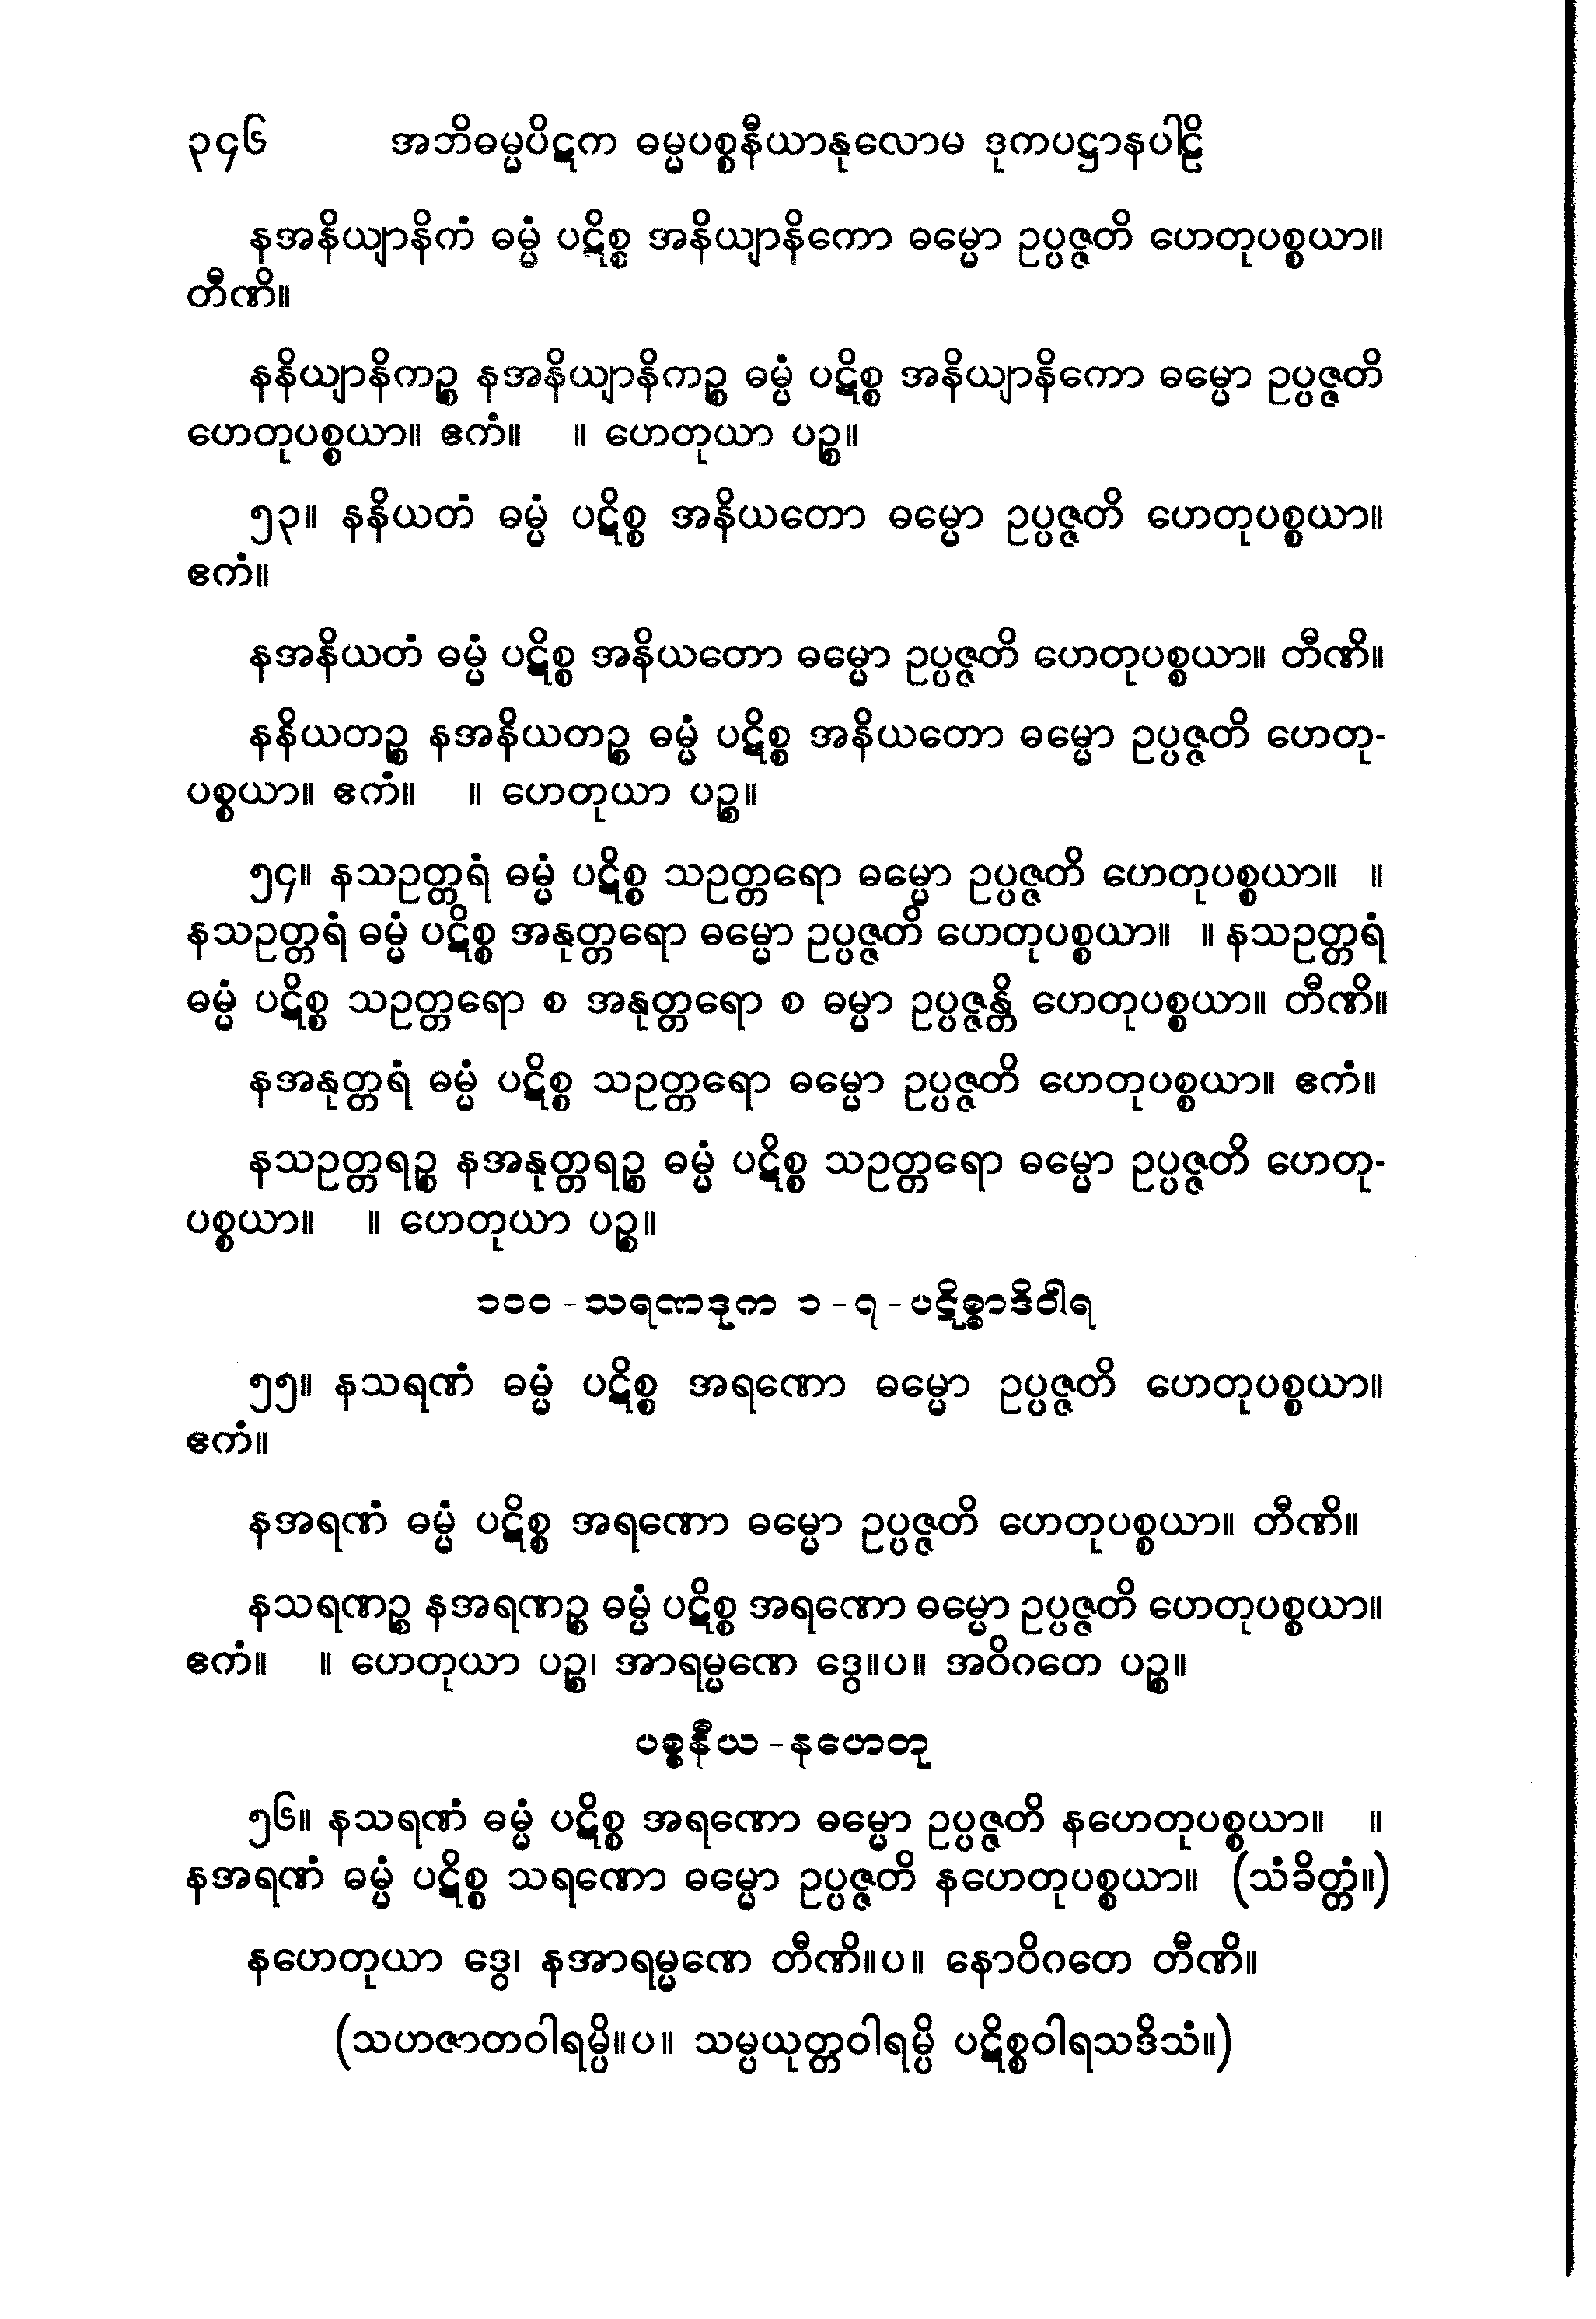 ၃၄၆ အဘိဓမ္မပိဋက ဓမ္မပစ္စနီယာနုလောမ ဒုကပဋ္ဌာနပါဠိ
နအနိယျာနိကံ ဓမ္မံ ပဋိစ္စ အနိယျာနိကော ဓမ္မော ဥပ္ပဇ္ဇတိ ဟေတုပစ္စယာ။
တီဏိ။
နနိယျာနိကဉ္စ နအနိယျာနိကဉ္စ ဓမ္မံ ပဋိစ္စ အနိယျာနိကော ဓမ္မော ဥပ္ပဇ္ဇတိ
ဟေတုပစ္စယာ။ ဧကံ။ ။ ဟေတုယာ ပဉ္စ။
၅၃။ နနိယတံ ဓမ္မံ ပဋိစ္စ အနိယတော ဓမ္မော ဥပ္ပဇ္ဇတိ ဟေတုပစ္စယာ။
ဧကံ။
နအနိယတံ ဓမ္မံ ပဋိစ္စ အနိယတော ဓမ္မော ဥပ္ပဇ္ဇတိ ဟေတုပစ္စယာ။ တီဏိ။
နနိယတဉ္စ နအနိယတဉ္စ ဓမ္မံ ပဋိစ္စ အနိယတော ဓမ္မော ဥပ္ပဇ္ဇတိ ဟေတု-
ပစ္စယာ။ ဧကံ။ ။ ဟေတုယာ ပဉ္စ။
၅၄။ နသဥတ္တရံ ဓမ္မံ ပဋိစ္စ သဥတ္တရော ဓမ္မော ဥပ္ပဇ္ဇတိ ဟေတုပစ္စယာ။ ။
နသဥတ္တရံ ဓမ္မံ ပဋိစ္စ အနုတ္တရော ဓမ္မော ဥပ္ပဇ္ဇတိ ဟေတုပစ္စယာ။ ။ နသဥတ္တရံ
ဓမ္မံ ပဋိစ္စ သဥတ္တရော စ အနုတ္တရော စ ဓမ္မာ ဥပ္ပဇ္ဇန္တိ ဟေတုပစ္စယာ။ တီဏိ။
နအနုတ္တရံ ဓမ္မံ ပဋိစ္စ သဥတ္တရော ဓမ္မော ဥပ္ပဇ္ဇတိ ဟေတုပစ္စယာ။ ဧကံ။
နသဥတ္တရဉ္စ နအနုတ္တရဉ္စ ဓမ္မံ ပဋိစ္စ သဥတ္တရော ဓမ္မော ဥပ္ပဇ္ဇတိ ဟေတု-
ပစ္စယာ။ ။ ဟေတုယာ ပဉ္စ။
၁၀၀ - သရဏဒုက ၁ - ၇ - ပဋိစ္စာဒိဝါရ
၅၅။ နသရဏံ ဓမ္မံ ပဋိစ္စ အရဏော ဓမ္မော ဥပ္ပဇ္ဇတိ ဟေတုပစ္စယာ။
ဧကံ။
နအရဏံ ဓမ္မံ ပဋိစ္စ အရဏော ဓမ္မော ဥပ္ပဇ္ဇတိ ဟေတုပစ္စယာ။ တီဏိ။
နသရဏဉ္စ နအရဏဉ္စ ဓမ္မံ ပဋိစ္စ အရဏော ဓမ္မော ဥပ္ပဇ္ဇတိ ဟေတုပစ္စယာ။
ဧကံ။ ။ ဟေတုယာ ပဉ္စ၊ အာရမ္မဏေ ဒွေ။ပ။ အဝိဂတေ ပဉ္စ။
ပစ္စနီယ - နဟေတု
၅၆။ နသရဏံ ဓမ္မံ ပဋိစ္စ အရဏော ဓမ္မော ဥပ္ပဇ္ဇတိ နဟေတုပစ္စယာ။ ။
နအရဏံ ဓမ္မံ ပဋိစ္စ သရဏော ဓမ္မော ဥပ္ပဇ္ဇတိ နဟေတုပစ္စယာ။ (သံခိတ္တံ။)
နဟေတုယာ ဒွေ၊ နအာရမ္မဏေ တီဏိ။ပ။ နောဝိဂတေ တီဏိ။
(သဟဇာတဝါရမ္ပိ။ပ။ သမ္ပယုတ္တဝါရမ္ပိ ပဋိစ္စဝါရသဒိသံ။)